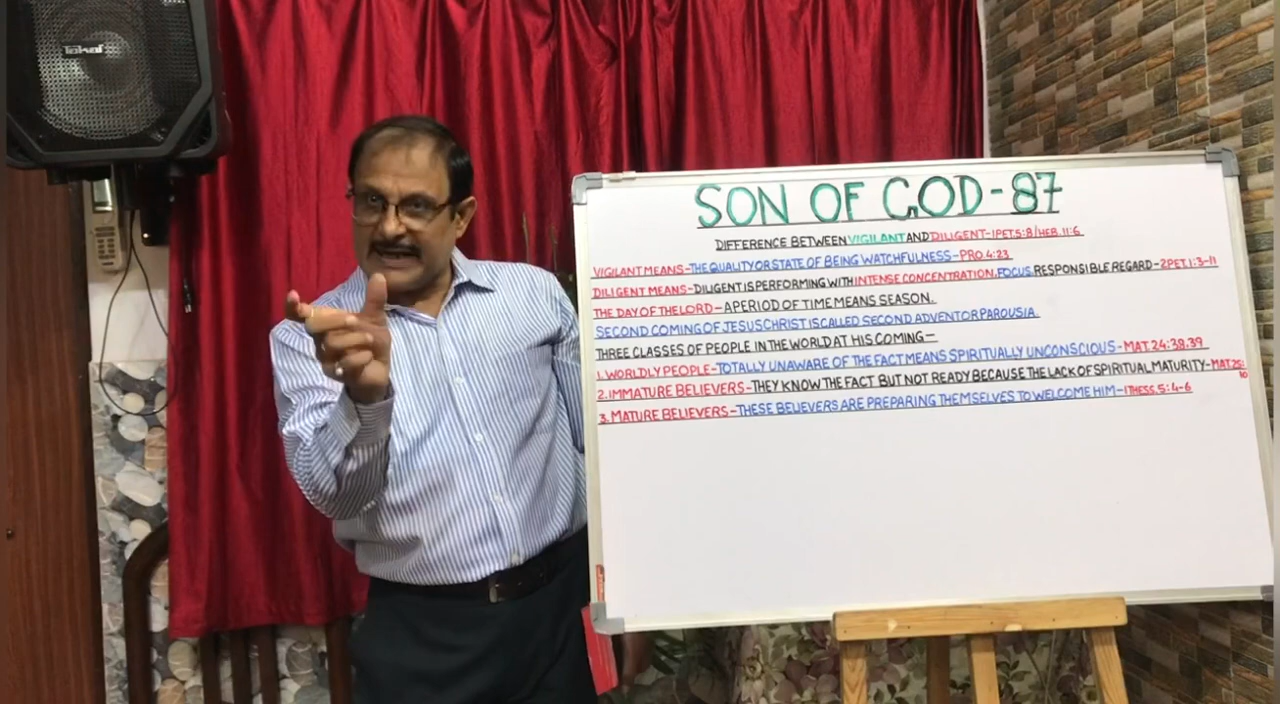 Takai
SON OF GOD-87
DIFFERENCE BETWEEN VIGILANT AND DILIGENT-1PET.5:8/HEB.11:6
VIGILANT MEANS-THE QUALITY OR STATE OF BEING WATCHFULNESS-PRO.4:23
DILIGENT MEANS-DILIGENT IS PERFORMING WITH INTENSE CONCENTRATION, FOCUS, RESPONSIBLE REGARD-2PET.1:3-11
THE DAY OF THE LORD-A PERIOD OF TIME MEANS SEASON.
SECOND COMING OF JESUS CHRIST IS CALLED SECOND ADVENT OR PAROUSIA.
THREE CLASSES OF PEOPLE IN THE WORLD AT HIS COMING-
1. WORLDLY PEOPLE-TOTALLY UNAWARE OF THE FACT MEANS SPIRITUALLY UNCONSCIOUS-MAT.24:38,39
2. IMMATURE BELIEVERS-THEY KNOW THE FACT BUT NOT READY BECAUSE THE LACK OF SPIRITUAL MATURITY-MAT.25:10
3. MATURE BELIEVERS-THESE BELIEVERS ARE PREPARING THEMSELVES TO WELCOME HIM-1THESS.5:4-6